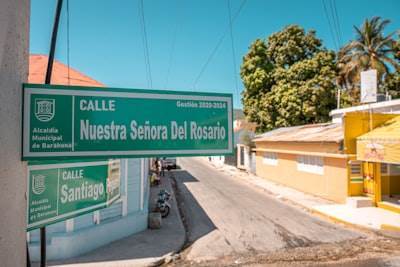 CALLE
Gestión 2020-2024
Nuestra Señora Del Rosario
Alcaldía
Municipal
de Barahona
CALLE
Santiago
Alcaldía
Municipal
de Barahona